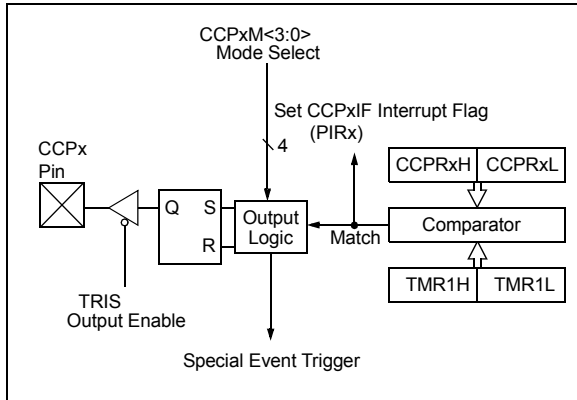 CCPxM<3:0>
Mode Select
Set CCPxIF Interrupt Flag
(PIRx)
4
CCPx
Pin
CCPRxH CCPRxL
Q S
R
Output
Logic
Match
Comparator
TRIS
Output Enable
TMR1H TMR1L
Special Event Trigger